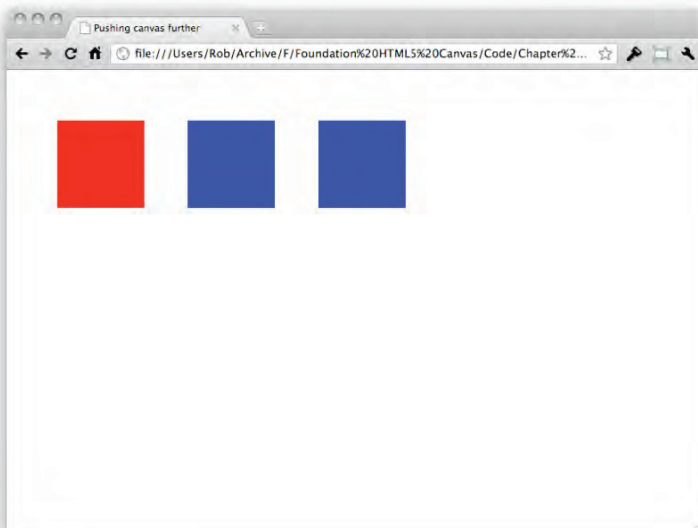 Pushing canvas further
file:///Users/Rob/Archive/F/Foundation%20HTML5%20Canvas/Code/Chapter%2...